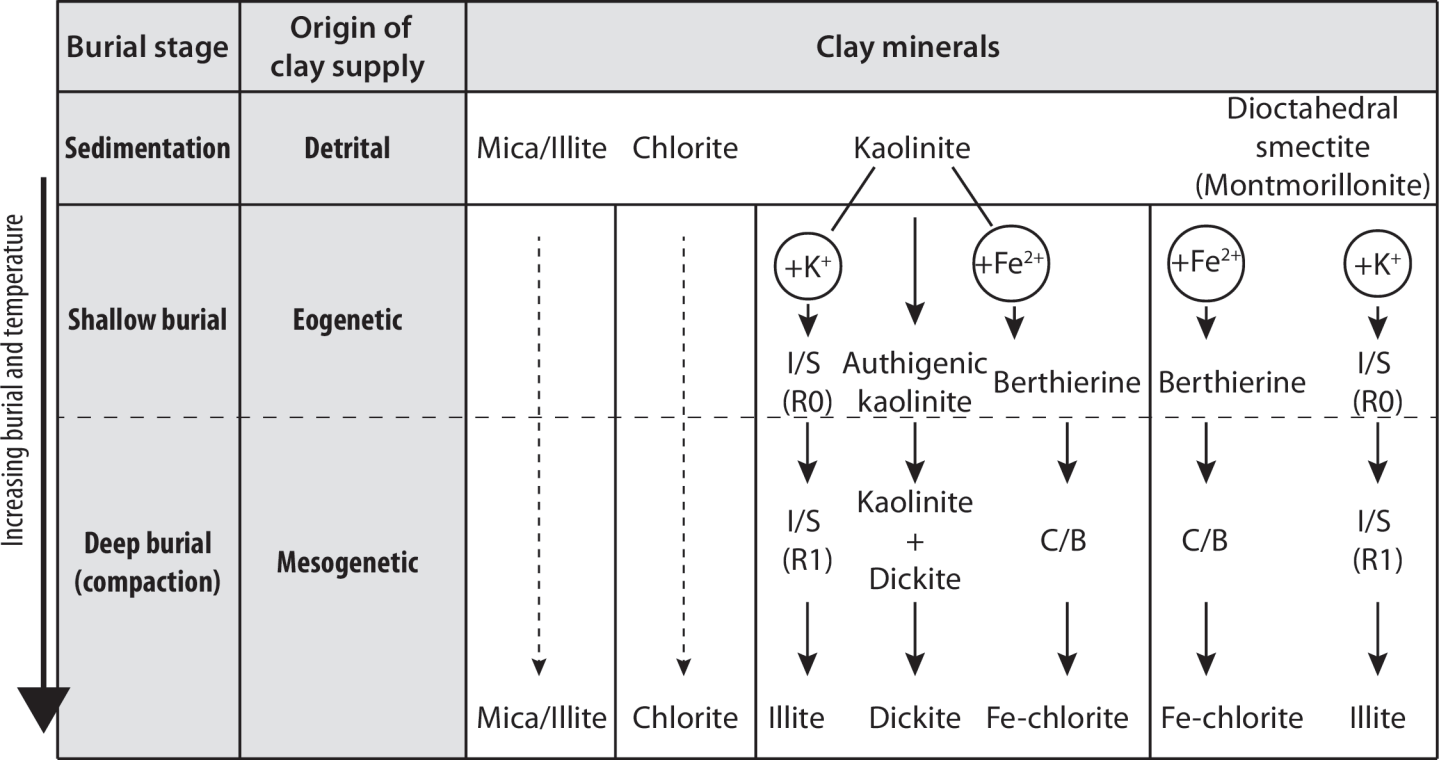 Burial stage
Origin of
clay supply
Clay minerals
Sedimentation
Detrital
Mica/Illite
Chlorite
Kaolinite
Dioctahedral
smectite
(Montmorillonite)
Increasing burial and temperature
Shallow burial
Eogenetic
+K⁺
+Fe²⁺
+Fe²⁺
+K⁺
I/S
(R0)
Authigenic
kaolinite
Berthierine
Berthierine
I/S
(R0)
Deep burial
(compaction)
Mesogenetic
I/S
(R1)
Kaolinite
+
Dickite
C/B
C/B
I/S
(R1)
Mica/Illite
Chlorite
Illite
Dickite
Fe-chlorite
Fe-chlorite
Illite